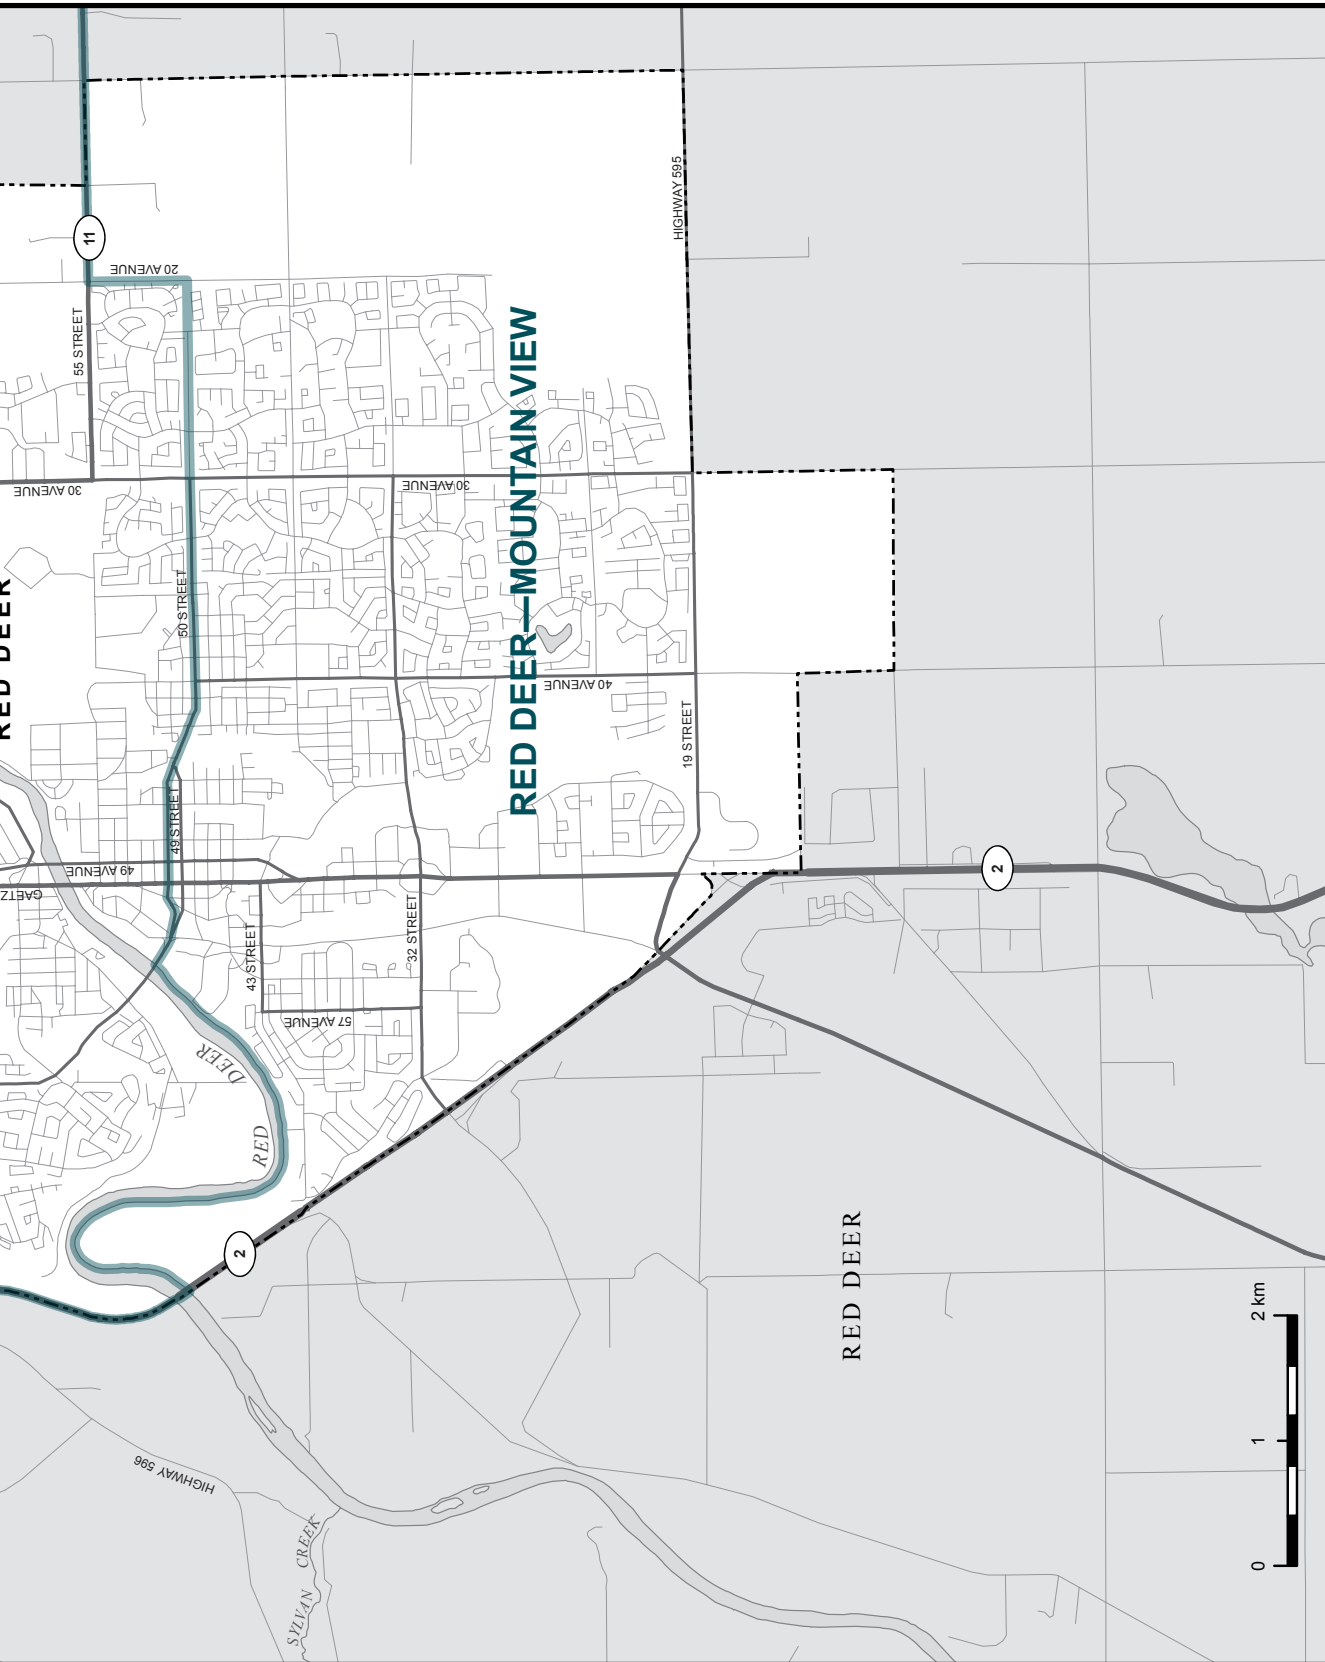 11
20 AVENUE
HIGHWAY 595
55 STREET
30 AVENUE
30 AVENUE
RED DEER
50 STREET
RED DEER—MOUNTAIN VIEW
40 AVENUE
19 STREET
49 STREET
49 AVENUE
GAETZ
2
43 STREET
32 STREET
57 AVENUE
RED DEER
2
RED DEER
HIGHWAY 596
SYLVAN CREEK
0 1 2 km